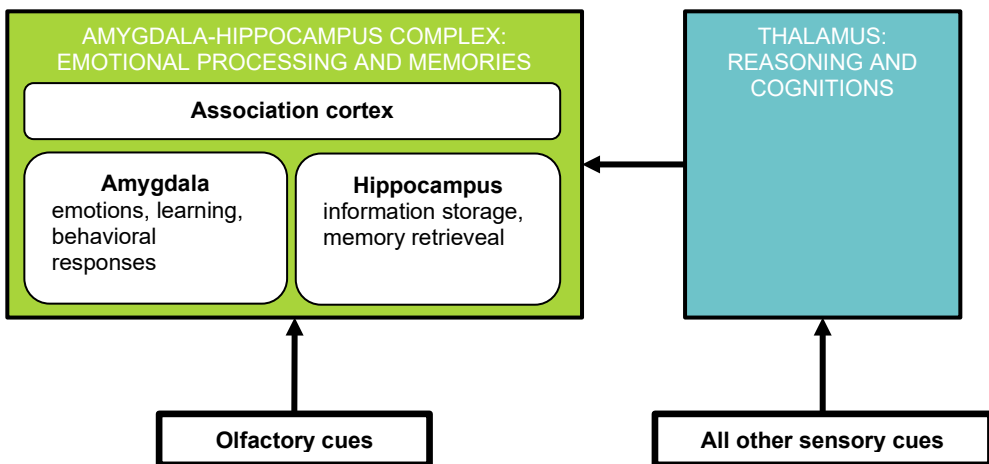 AMYGDALA-HIPPOCAMPUS COMPLEX:
EMOTIONAL PROCESSING AND MEMORIES
Association cortex
Amygdala
emotions, learning,
behavioral
responses
Hippocampus
information storage,
memory retrieveal
THALAMUS:
REASONING AND
COGNITIONS
Olfactory cues
All other sensory cues